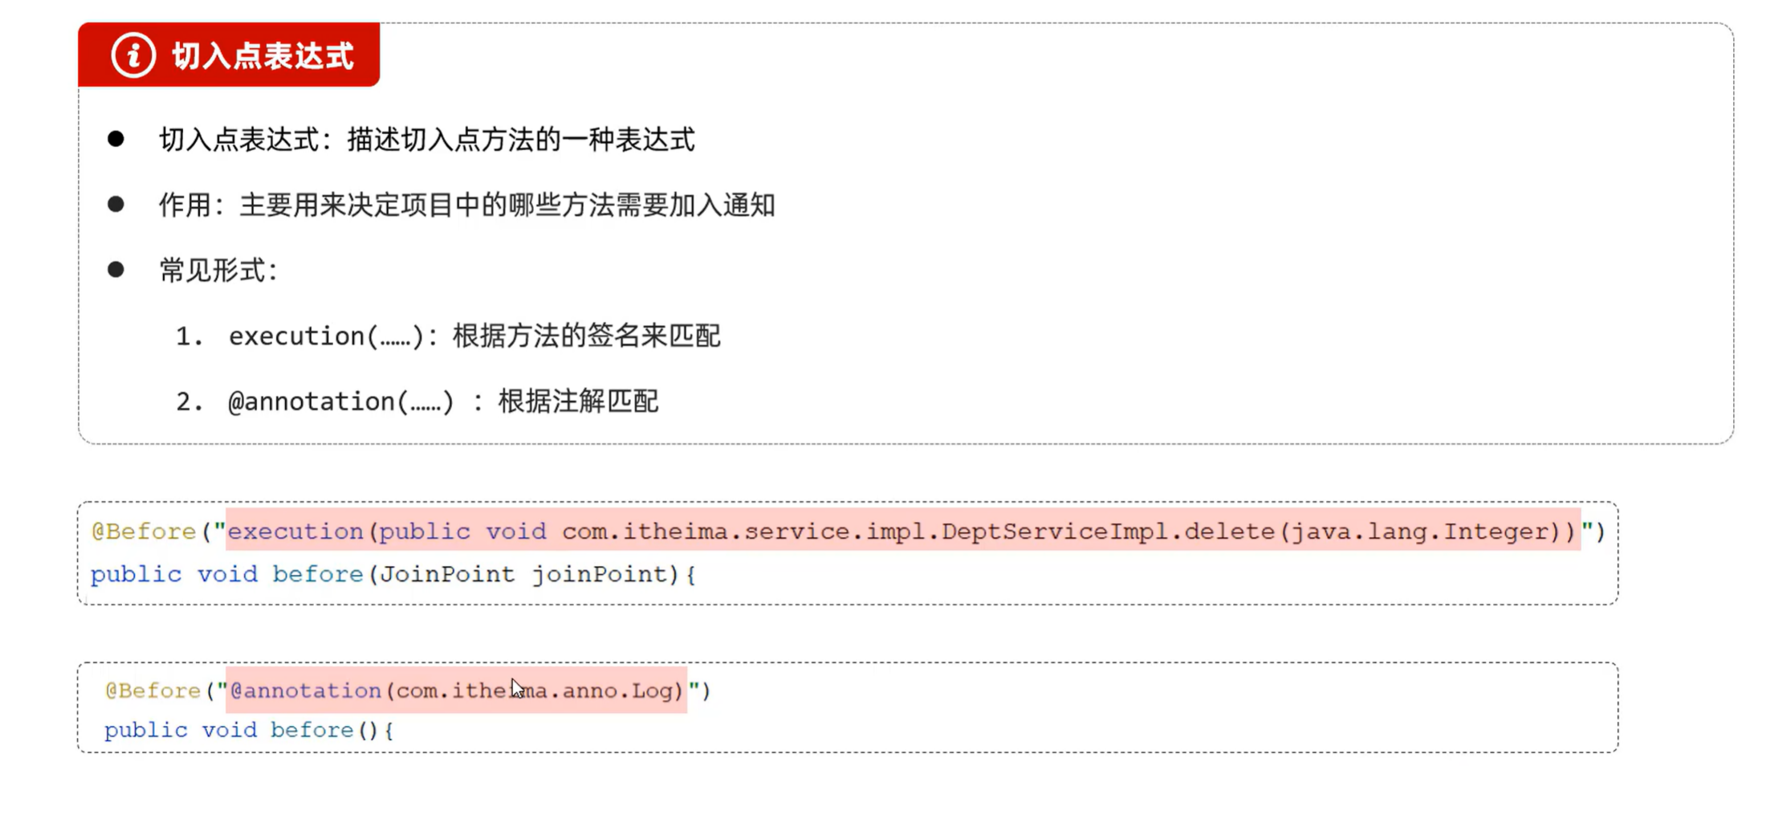 切入点表达式
● 切入点表达式：描述切入点方法的一种表达式
● 作用：主要用来决定项目中的哪些方法需要加入通知
● 常见形式：
1. execution(……)：根据方法的签名来匹配
2. @annotation(……) ：根据注解匹配
@Before("execution(public void com.itheima.service.impl.DeptServiceImpl.delete(java.lang.Integer))")
public void before(JoinPoint joinPoint){
@Before("@annotation(com.itheima.anno.Log)")
public void before(){